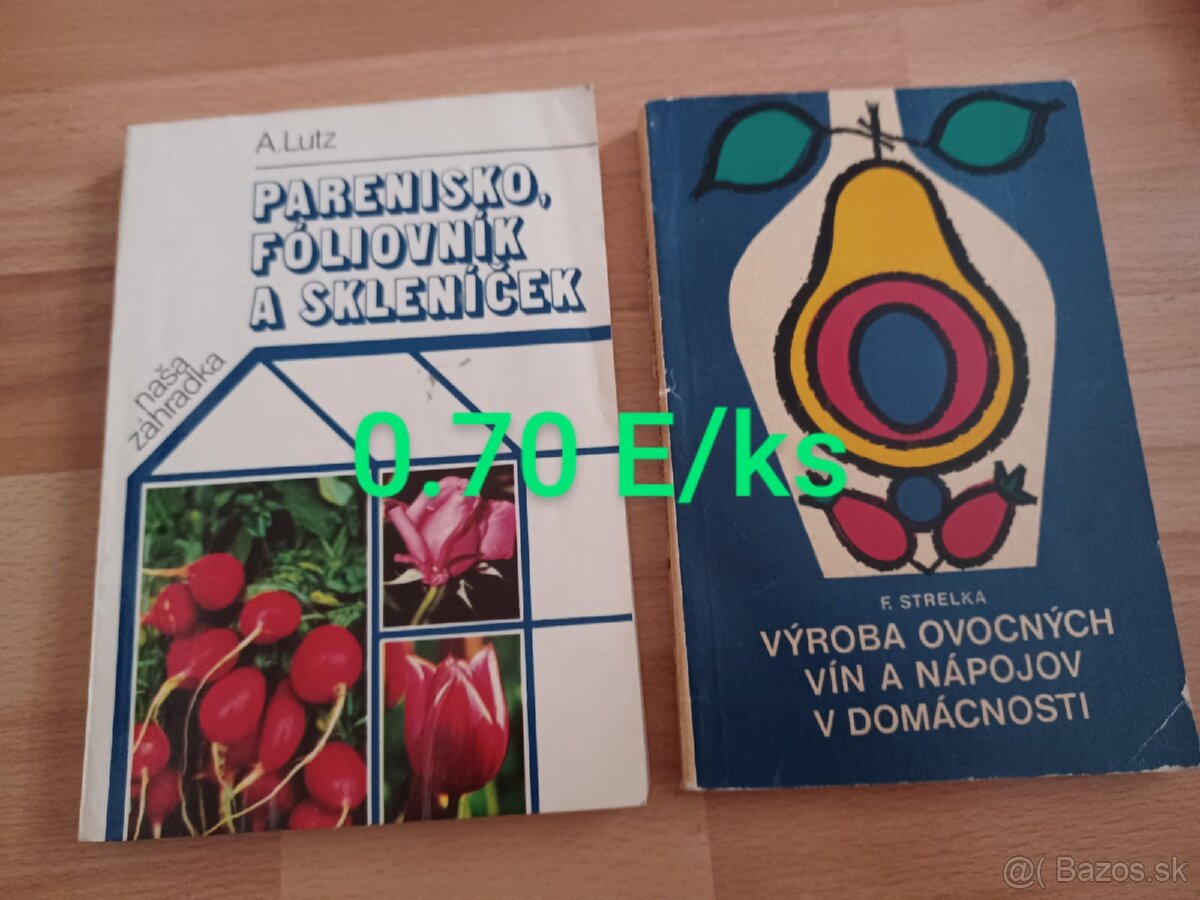 A. Lutz
PARENISKO,
FÓLIOVNÍK
A SKLENÍČEK
naša
záhradka
0.70 E/ks
F. STRELKA
VÝROBA OVOCNÝCH
VÍN A NÁPOJOV
V DOMÁCNOSTI
@( Bazos.sk